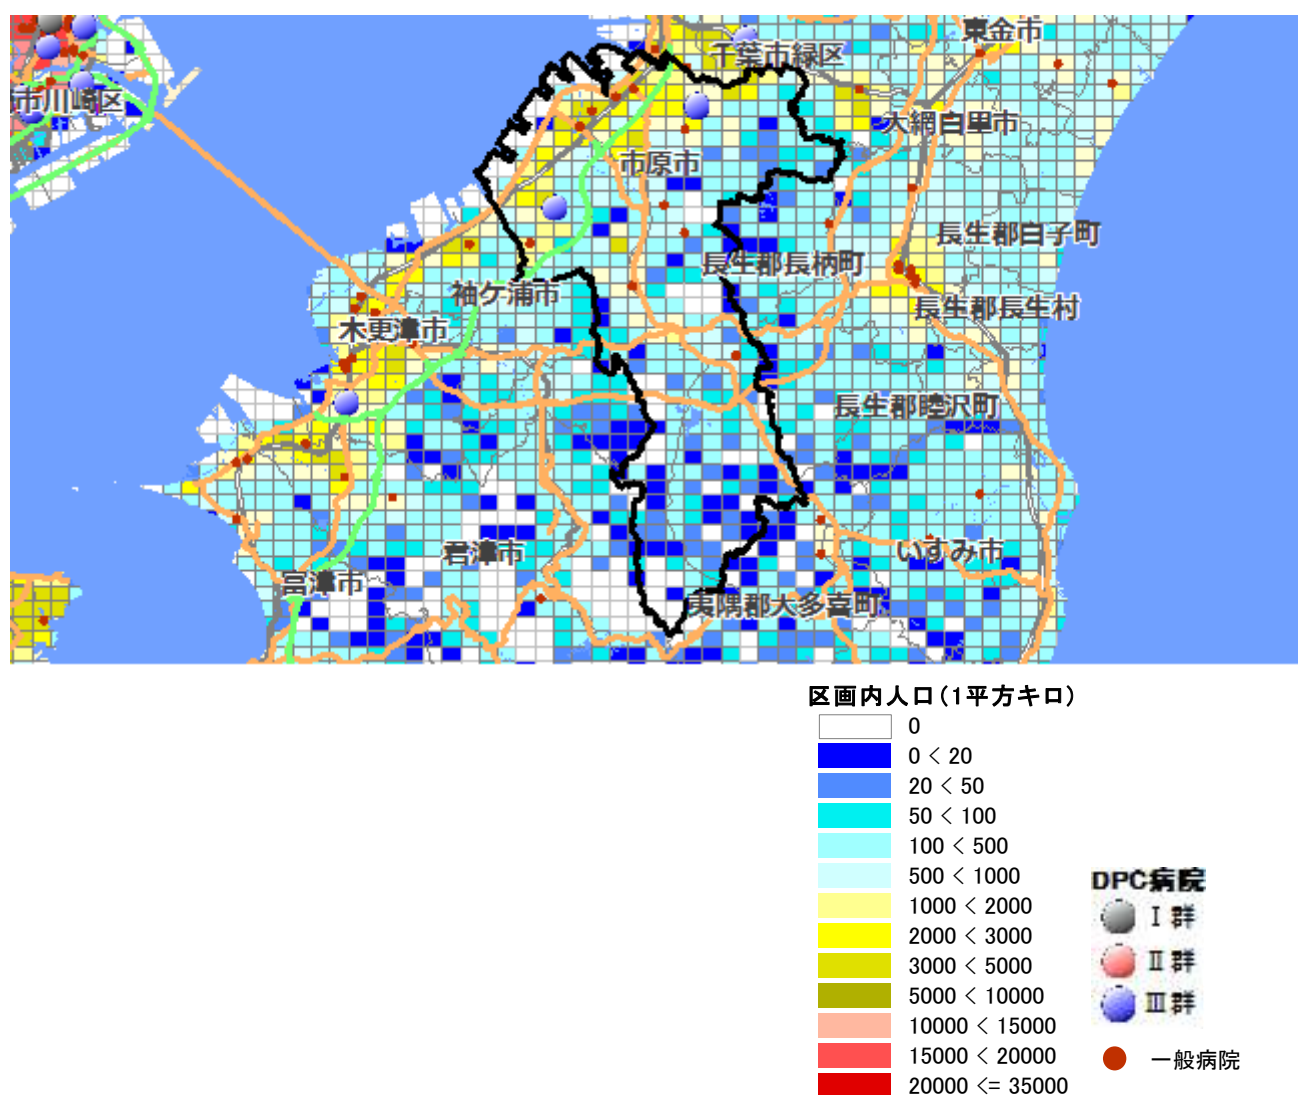 東金市
千葉市緑区
市川崎区
大網白里市
市原市
長生郡白子町
長生郡長柄町
袖ケ浦市
長生郡長生村
木更津市
長生郡睦沢町
君津市
いすみ市
富津市
夷隅郡大多喜町
区画内人口(1平方キロ)
0
0 < 20
20 < 50
50 < 100
100 < 500
500 < 1000
1000 < 2000
2000 < 3000
3000 < 5000
5000 < 10000
10000 < 15000
15000 < 20000
20000 <= 35000
DPC病院
Ⅰ群
Ⅱ群
Ⅲ群
一般病院